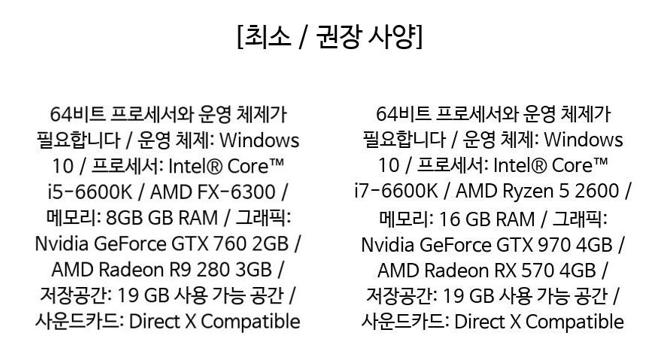 [최소 / 권장 사양]
64비트 프로세서와 운영 체제가
필요합니다 / 운영 체제: Windows
10 / 프로세서: Intel® Core™
i5-6600K / AMD FX-6300 /
메모리: 8GB GB RAM / 그래픽:
Nvidia GeForce GTX 760 2GB /
AMD Radeon R9 280 3GB /
저장공간: 19 GB 사용 가능 공간 /
사운드카드: Direct X Compatible
64비트 프로세서와 운영 체제가
필요합니다 / 운영 체제: Windows
10 / 프로세서: Intel® Core™
i7-6600K / AMD Ryzen 5 2600 /
메모리: 16 GB RAM / 그래픽:
Nvidia GeForce GTX 970 4GB /
AMD Radeon RX 570 4GB /
저장공간: 19 GB 사용 가능 공간 /
사운드카드: Direct X Compatible